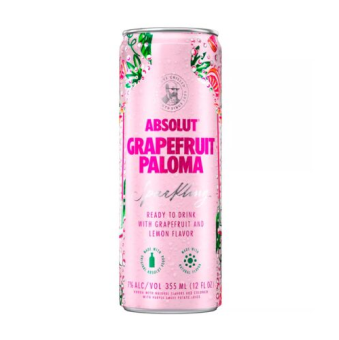 ABSOLUT
GRAPEFRUIT
PALOMA
Sparkling
READY TO DRINK
WITH GRAPEFRUIT AND
LEMON FLAVOR
7% ALC/VOL 355 ML (12 FL OZ)